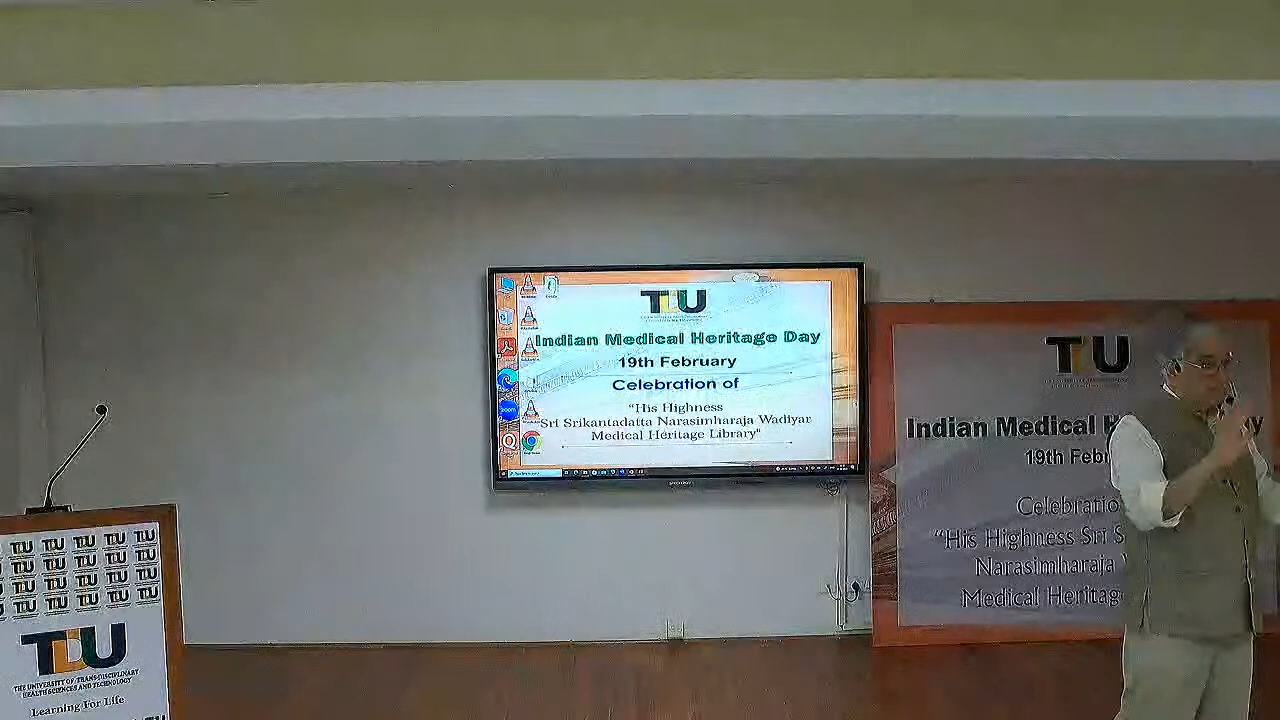 TDU
Indian Medical Heritage Day
19th February
Celebration of
"His Highness
Sri Srikantadatta Narasimharaja Wadiyar
Medical Heritage Library"
zoom
TDU
Indian Medical
19th
Celebratio
"His Highness Sri S
Narasimharaja
Medical Heritag
TDU TDU TDU TDU TDU
TDU TDU TDU TDU TDU
TDU TDU TDU TDU TDU
TDU TDU TDU TDU TDU
TDU
THE UNIVERSITY OF TRANS-DISCIPLINARY
HEALTH SCIENCES AND TECHNOLOGY
Learning For Life